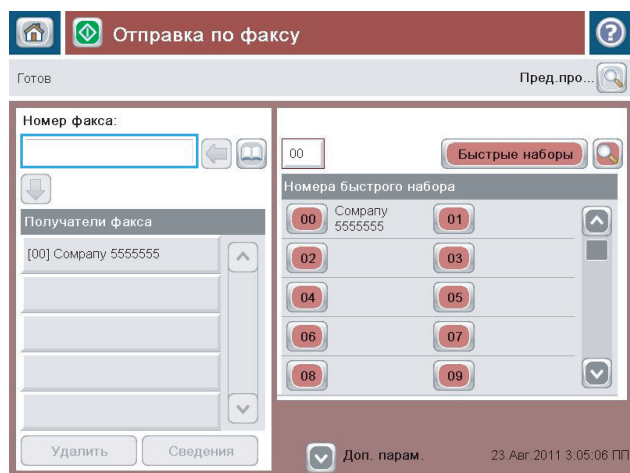 Отправка по факсу
Готов
Пред.про...
Номер факса:
00
Быстрые наборы
Номера быстрого набора
Получатели факса
[00] Company 5555555
00 Company 5555555 01
02 03
04 05
06 07
08 09
Удалить Сведения
Доп. парам. 23.Авг.2011 3:05:06 ПП